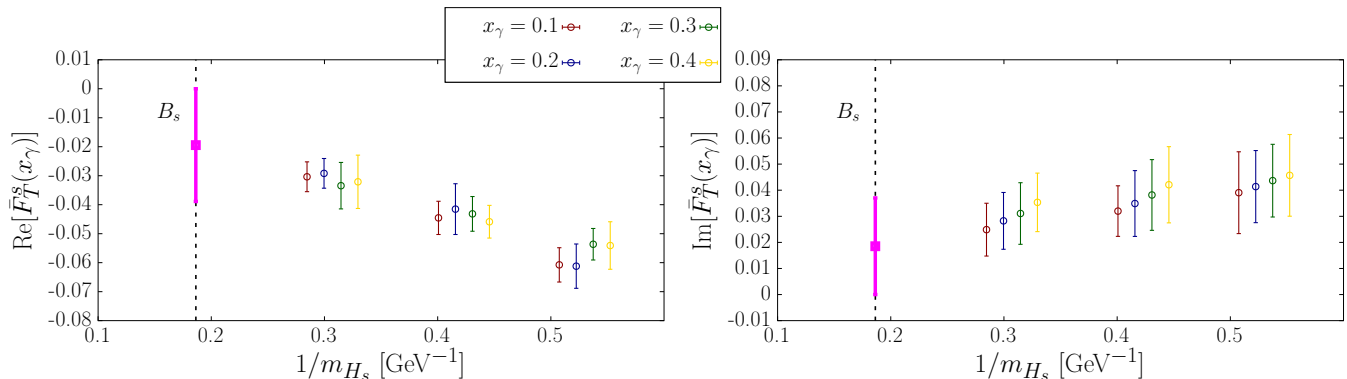 x_γ = 0.1 x_γ = 0.3
x_γ = 0.2 x_γ = 0.4
Re[F̄_T^s(x_γ)]
0.01
0
-0.01
-0.02
-0.03
-0.04
-0.05
-0.06
-0.07
-0.08
B_s
0.1 0.2 0.3 0.4 0.5
1/m_{H_s} [GeV^{−1}]
Im[F̄_T^s(x_γ)]
0.09
0.08
0.07
0.06
0.05
0.04
0.03
0.02
0.01
0
-0.01
B_s
0.1 0.2 0.3 0.4 0.5
1/m_{H_s} [GeV^{−1}]